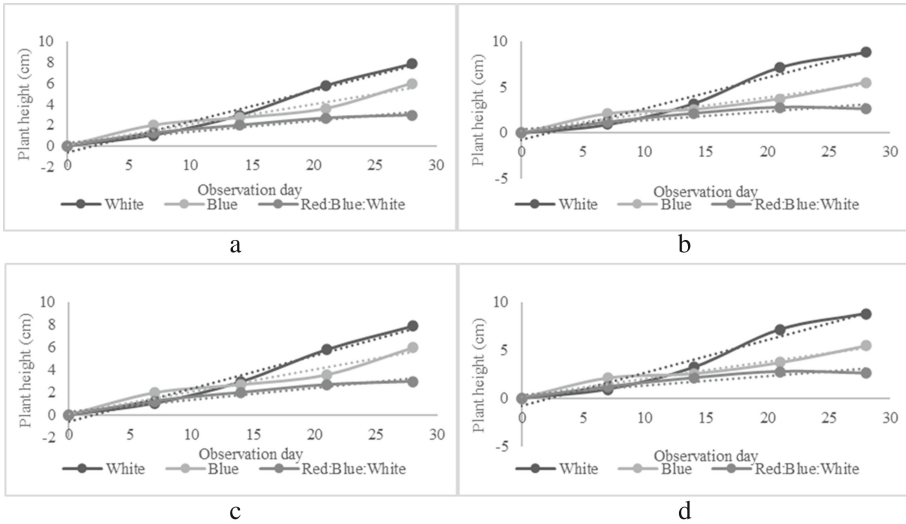 10
8
6
4
2
0
-2
Plant height (cm)
0 5 10 15 20 25 30
Observation day
White Blue Red:Blue:White
a
10
5
0
-5
Plant height (cm)
0 5 10 15 20 25 30
Observation day
White Blue Red:Blue:White
b
10
8
6
4
2
0
-2
Plant height (cm)
0 5 10 15 20 25 30
Observation day
White Blue Red:Blue:White
c
10
5
0
-5
Plant height (cm)
0 5 10 15 20 25 30
Observation day
White Blue Red:Blue:White
d